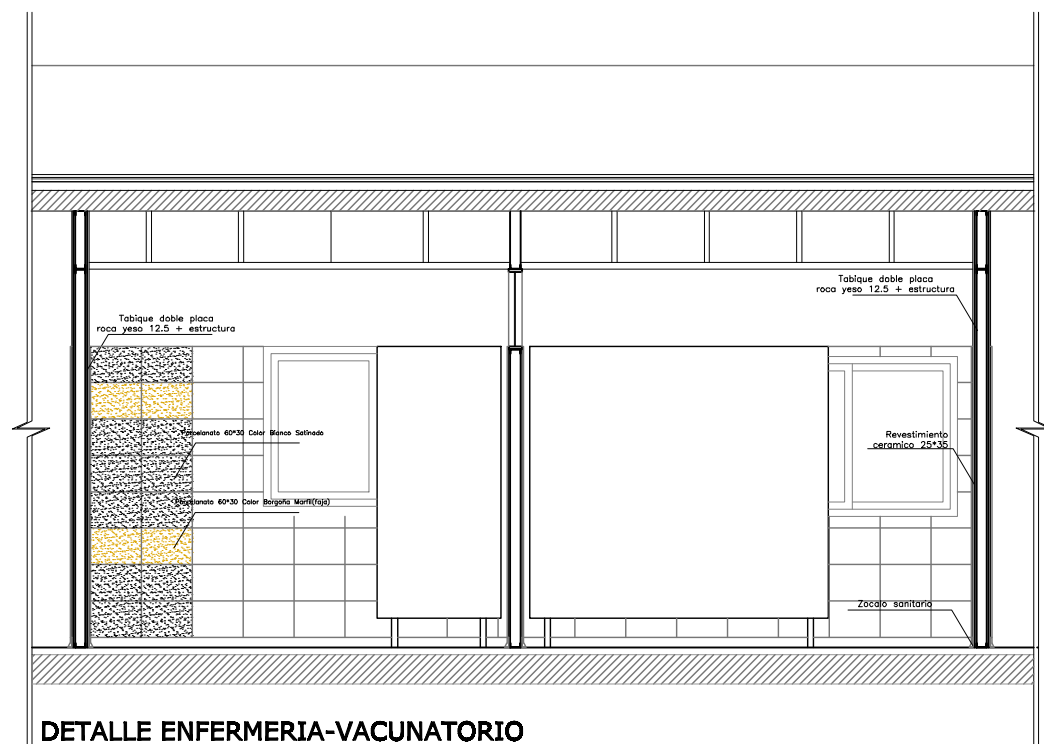 Tabique doble placa
roca yeso 12.5 + estructura
Tabique doble placa
roca yeso 12.5 + estructura
Porcelanato 60*30 Color Blanco Satinado
Revestimiento
ceramico 25*35
Porcelanato 60*30 Color Borgoña Marfil(faja)
Zocalo sanitario
DETALLE ENFERMERIA-VACUNATORIO